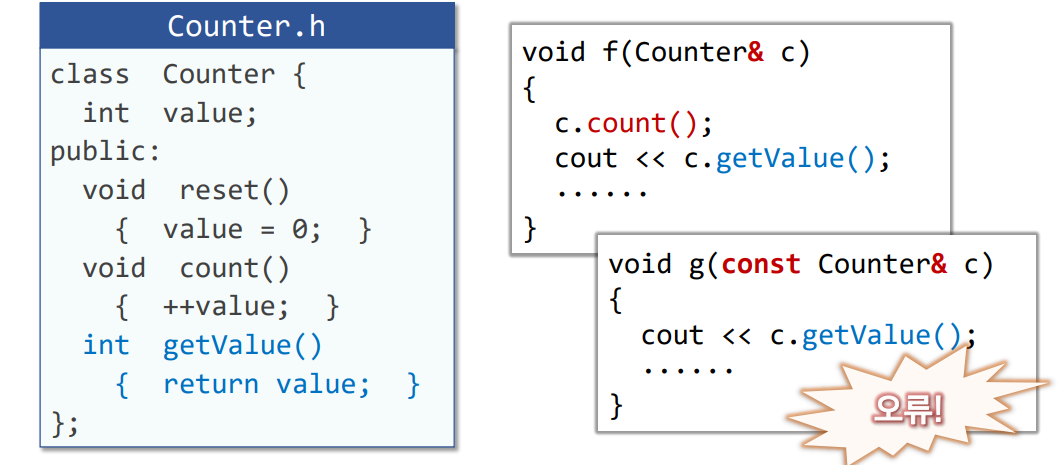 Counter.h
class  Counter {
  int  value;
public:
  void  reset()
    {  value = 0;  }
  void  count()
    {  ++value;  }
  int  getValue()
    {  return value;  }
};
void f(Counter& c)
{
  c.count();
  cout << c.getValue();
  ······
}
void g(const Counter& c)
{
  cout << c.getValue();
  ······
}
오류!